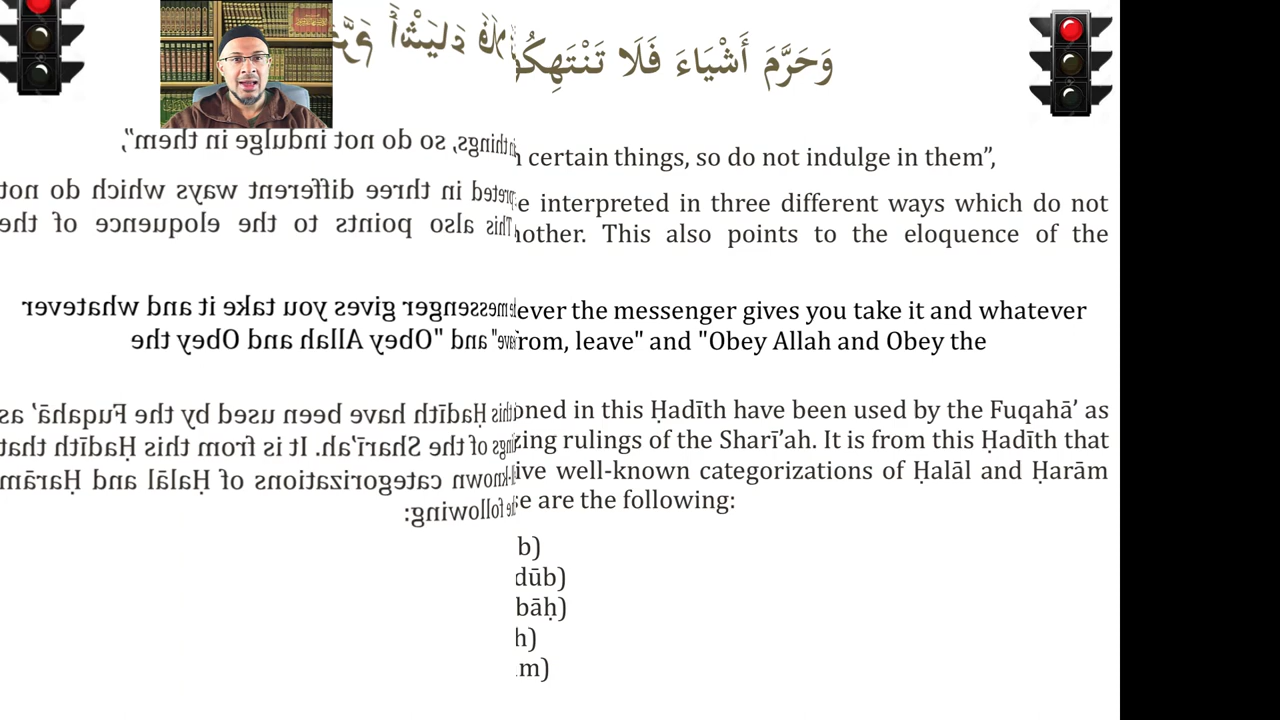 وَحَرَّمَ أَشْيَاءَ فَلَا
certain things, so do not indulge in them”,
things, so do not indulge in them”,
interpreted in three different ways which do not
in three different ways which do not
This also points to the eloquence of the
This also points to the eloquence of the
ever the messenger gives you take it and whatever
messenger gives you take it and whatever
rom, leave" and "Obey Allah and Obey the
and "Obey Allah and Obey the
oned in this Ḥadīth have been used by the Fuqahā’ as
this Ḥadīth have been used by the Fuqahā’ as
zing rulings of the Sharī’ah. It is from this Ḥadīth that
of the Sharī’ah. It is from this Ḥadīth that
ive well-known categorizations of Ḥalāl and Ḥarām
known categorizations of Ḥalāl and Ḥarām
e are the following:
following:
b)
dūb)
bāḥ)
h)
m)